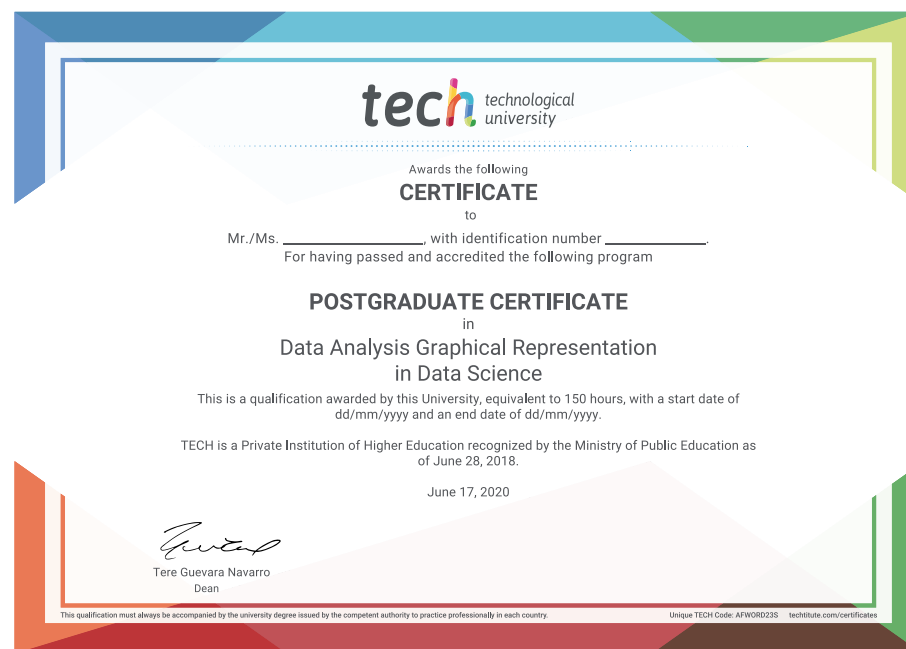 tech technological
university
Awards the following
CERTIFICATE
to
Mr./Ms. ____________________, with identification number ______________.
For having passed and accredited the following program
POSTGRADUATE CERTIFICATE
in
Data Analysis Graphical Representation
in Data Science
This is a qualification awarded by this University, equivalent to 150 hours, with a start date of
dd/mm/yyyy and an end date of dd/mm/yyyy.
TECH is a Private Institution of Higher Education recognized by the Ministry of Public Education as
of June 28, 2018.
June 17, 2020
Tere Guevara Navarro
Dean
This qualification must always be accompanied by the university degree issued by the competent authority to practice professionally in each country.
Unique TECH Code: AFWORD23S techtitute.com/certificates